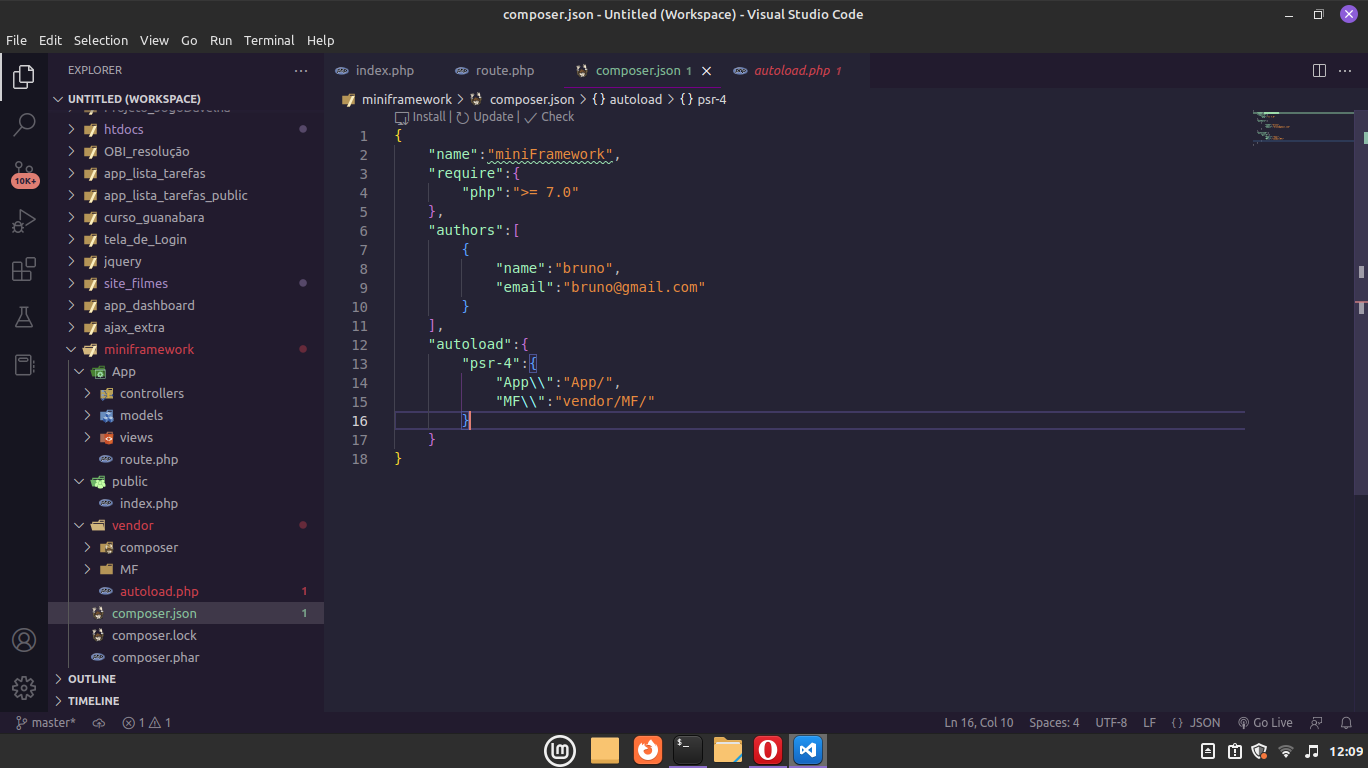 composer.json - Untitled (Workspace) - Visual Studio Code
File Edit Selection View Go Run Terminal Help
EXPLORER
index.php
route.php
composer.json 1
autoload.php 1
UNTITLED (WORKSPACE)
htdocs
OBI_resolução
app_lista_tarefas
10K+
app_lista_tarefas_public
curso_guanabara
tela_de_Login
jquery
site_filmes
app_dashboard
ajax_extra
miniframework
App
controllers
models
views
route.php
public
index.php
vendor
composer
MF
autoload.php 1
composer.json 1
composer.lock
composer.phar
OUTLINE
TIMELINE
miniframework > composer.json > {} autoload > {} psr-4
Install | Update | Check
1 {
2 "name":"miniFramework",
3 "require":{
4 "php":">= 7.0"
5 },
6 "authors":[
7 {
8 "name":"bruno",
9 "email":"bruno@gmail.com"
10 }
11 ],
12 "autoload":{
13 "psr-4":{
14 "App\\":"App/",
15 "MF\\":"vendor/MF/"
16 }
17 }
18 }
master* 1 1 Ln 16, Col 10 Spaces: 4 UTF-8 LF {} JSON Go Live
12:09